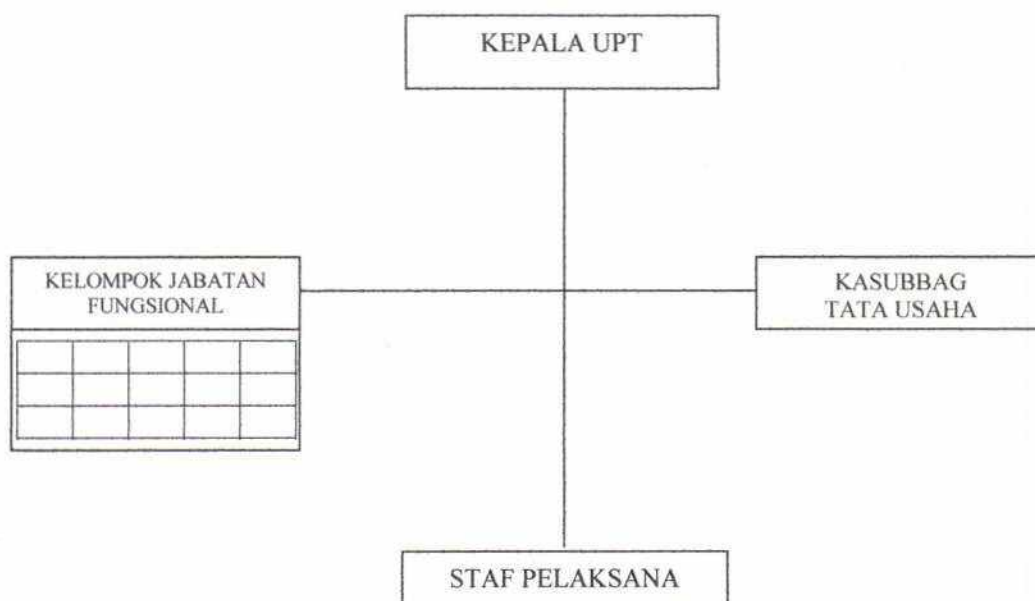 KEPALA UPT
KELOMPOK JABATAN
FUNGSIONAL
KASUBBAG
TATA USAHA
STAF PELAKSANA